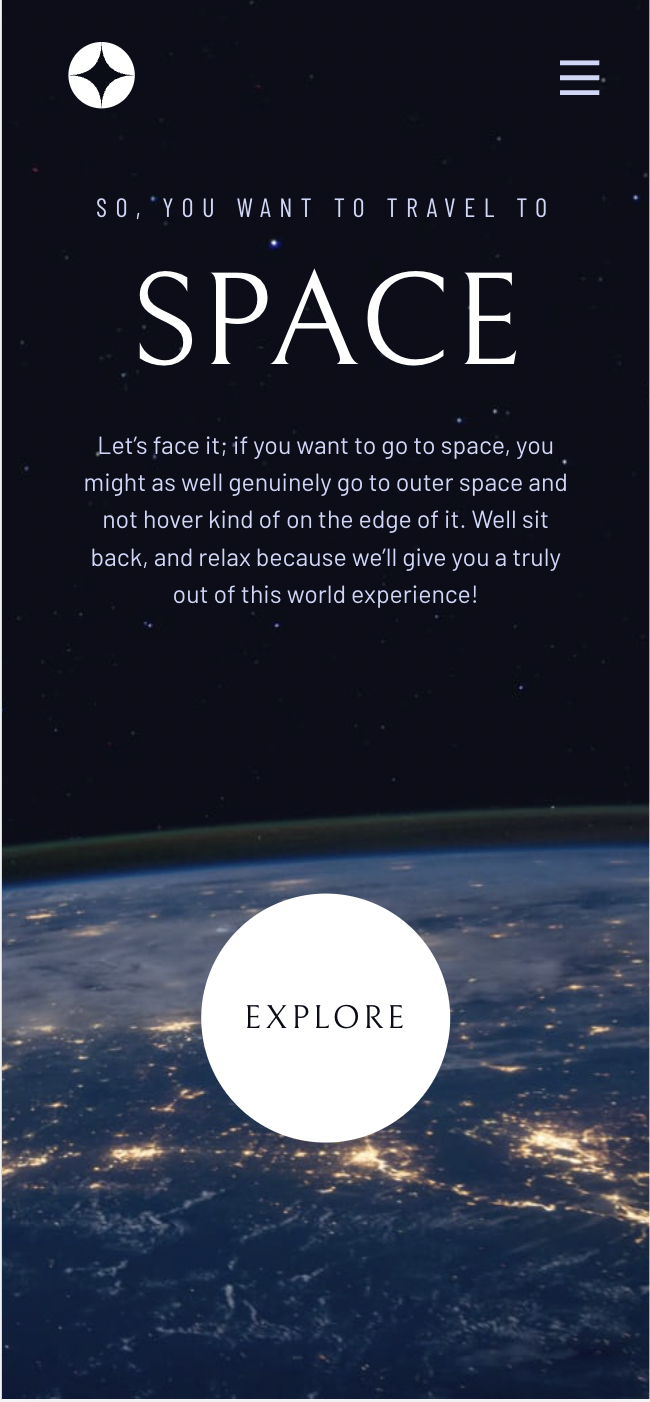 SO, YOU WANT TO TRAVEL TO
SPACE
Let’s face it; if you want to go to space, you
might as well genuinely go to outer space and
not hover kind of on the edge of it. Well sit
back, and relax because we’ll give you a truly
out of this world experience!
EXPLORE